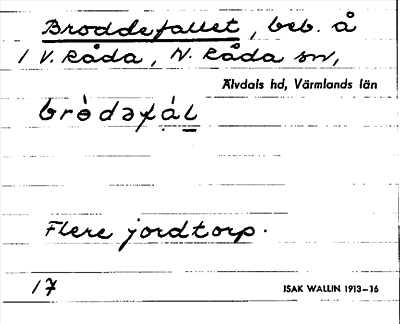 Broddefallet, beb. å
1 V. Råda, N. Råda sn,
Älvdals hd, Värmlands län
Flere jordtorp.
17
ISAK WALLIN 1913–16